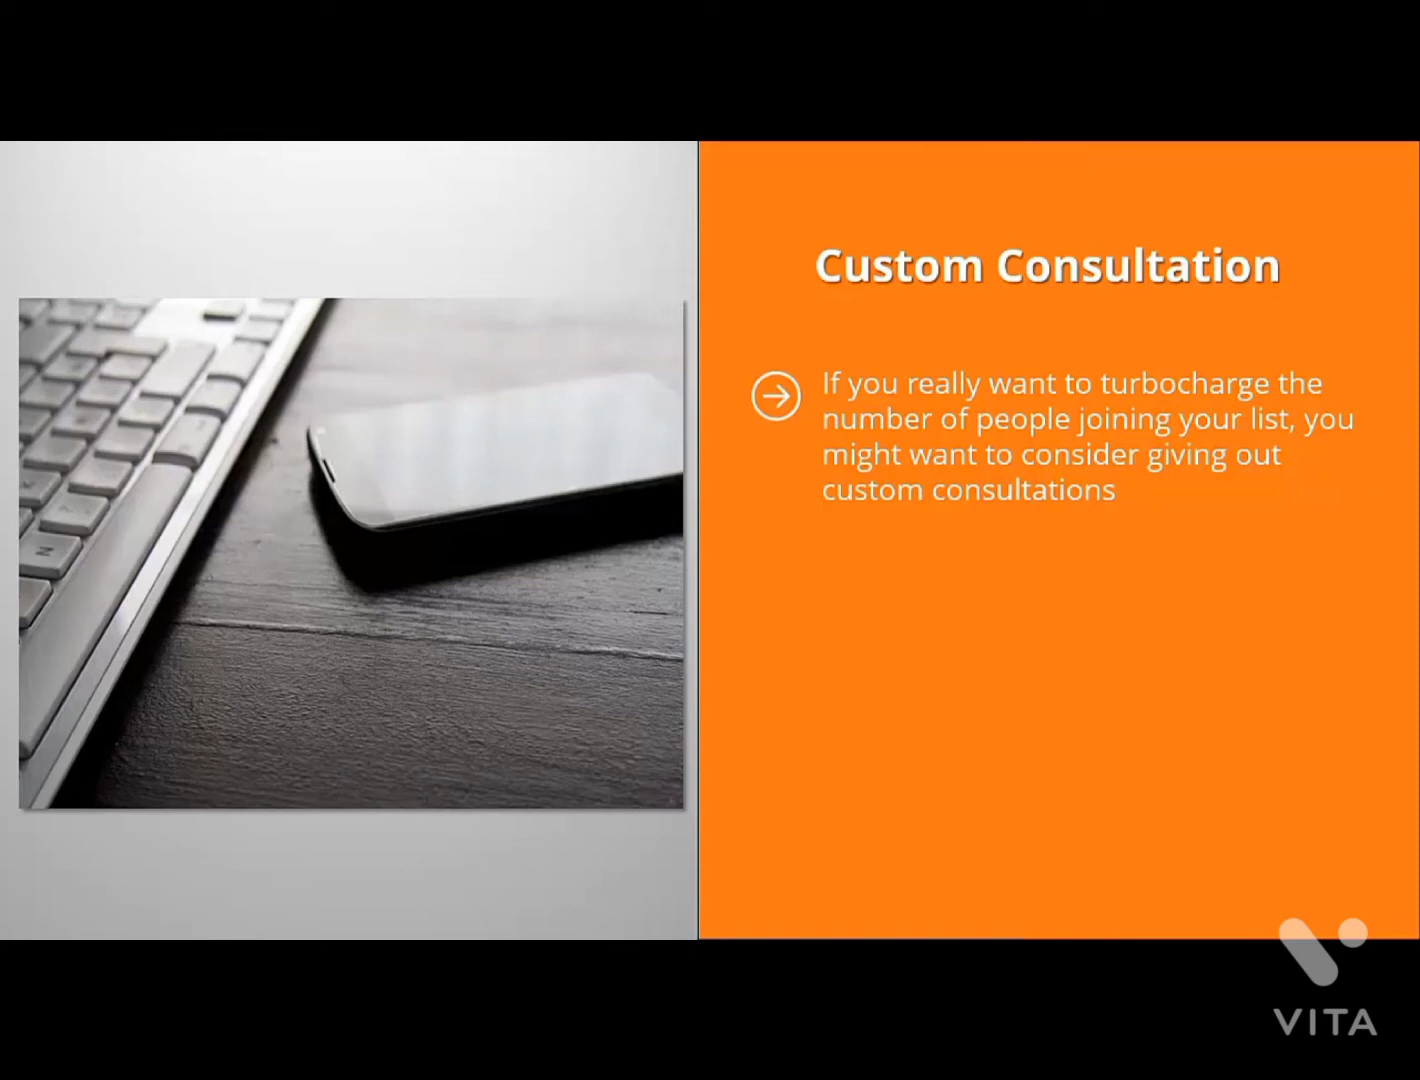 Custom Consultation
If you really want to turbocharge the
number of people joining your list, you
might want to consider giving out
custom consultations
N
VITA